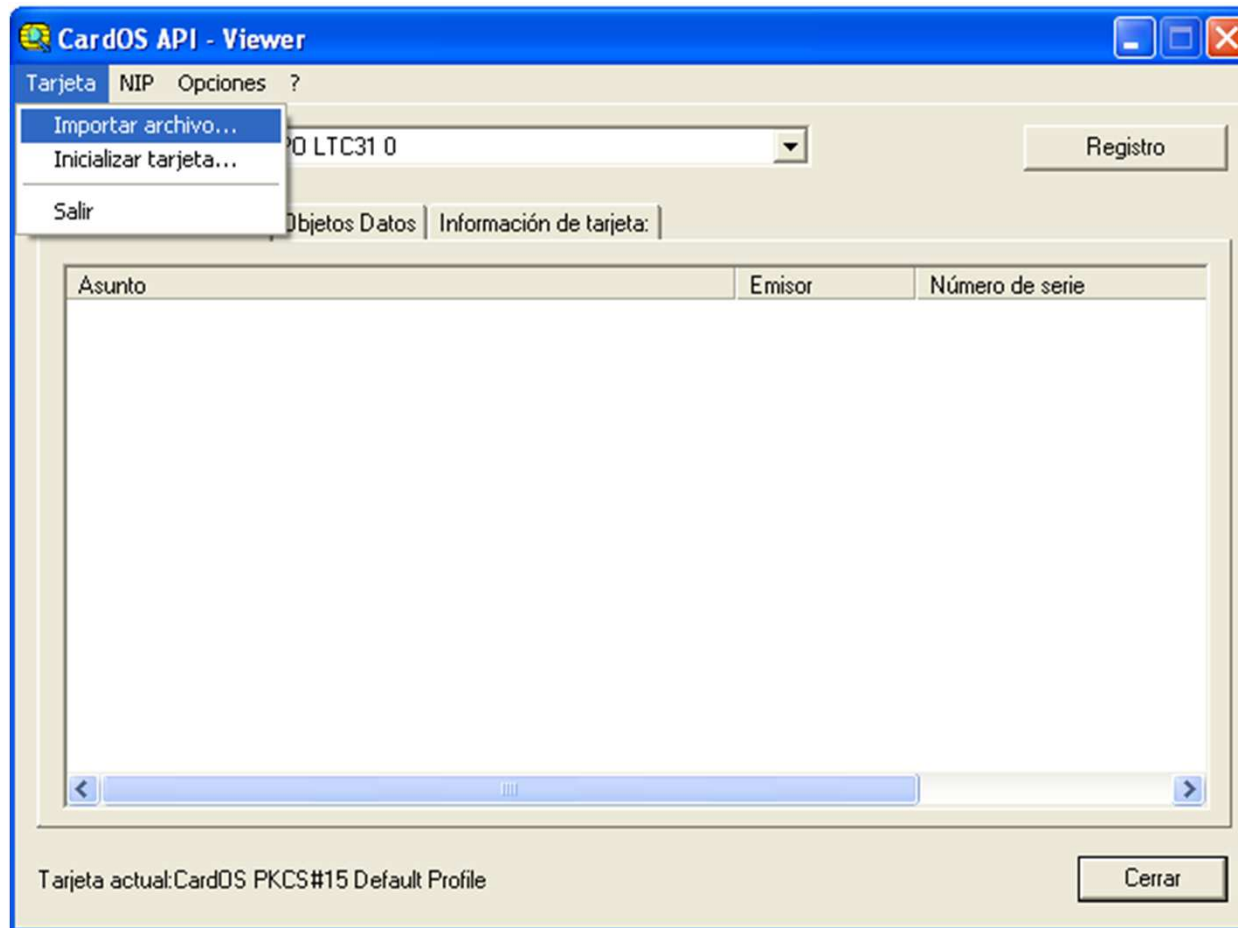 CardOS API - Viewer
Tarjeta NIP Opciones ?
Importar archivo...
Inicializar tarjeta...
Salir
LTC31 0
Registro
Objetos Datos Información de tarjeta:
Asunto Emisor Número de serie
Tarjeta actual:CardOS PKCS#15 Default Profile
Cerrar